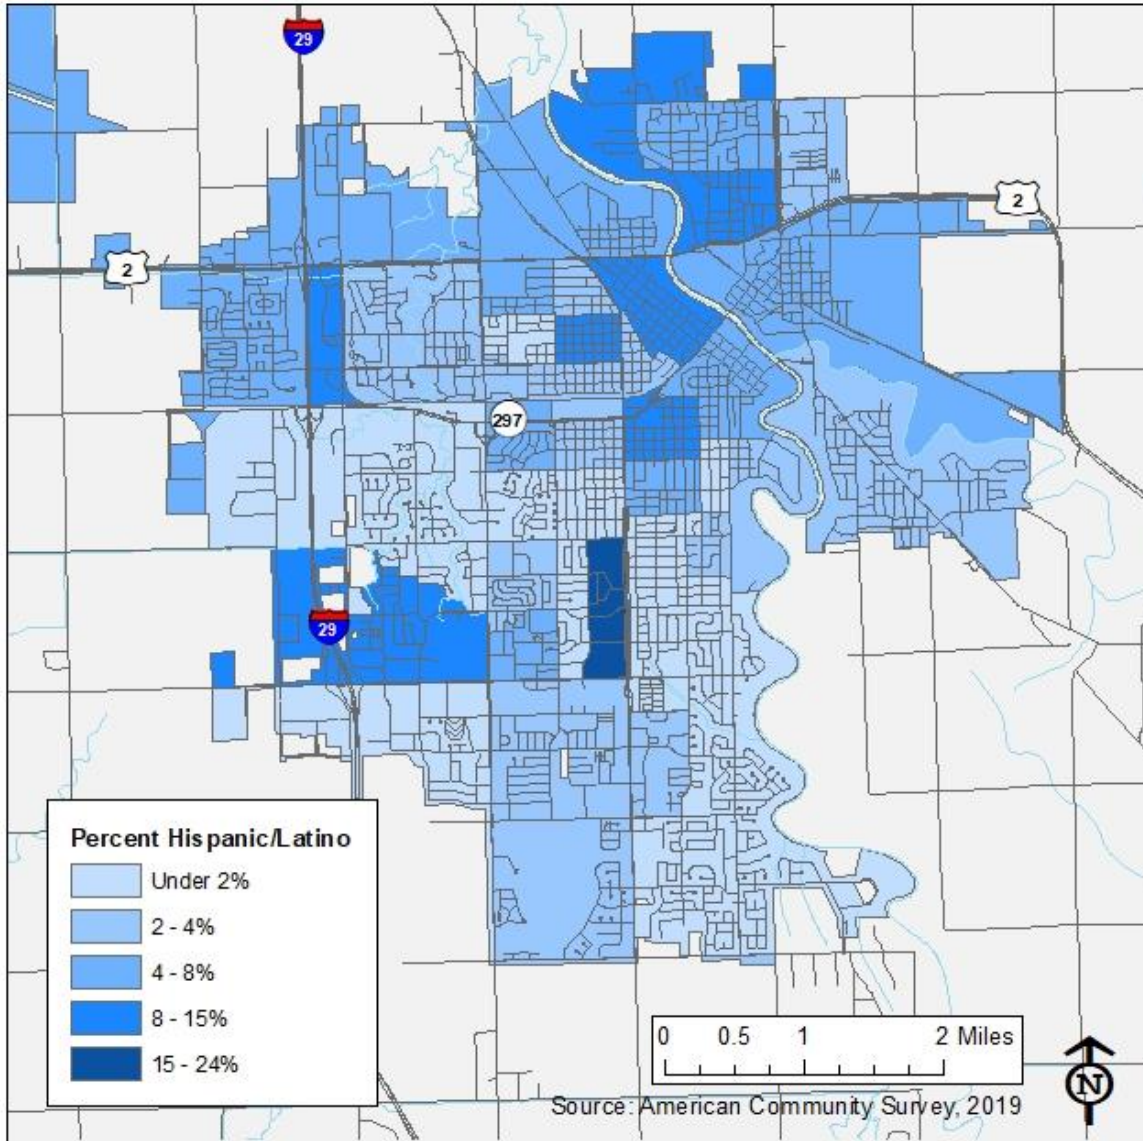 29
2
2
297
29
Percent Hispanic/Latino
Under 2%
2 - 4%
4 - 8%
8 - 15%
15 - 24%
0 0.5 1 2 Miles
N
Source: American Community Survey, 2019